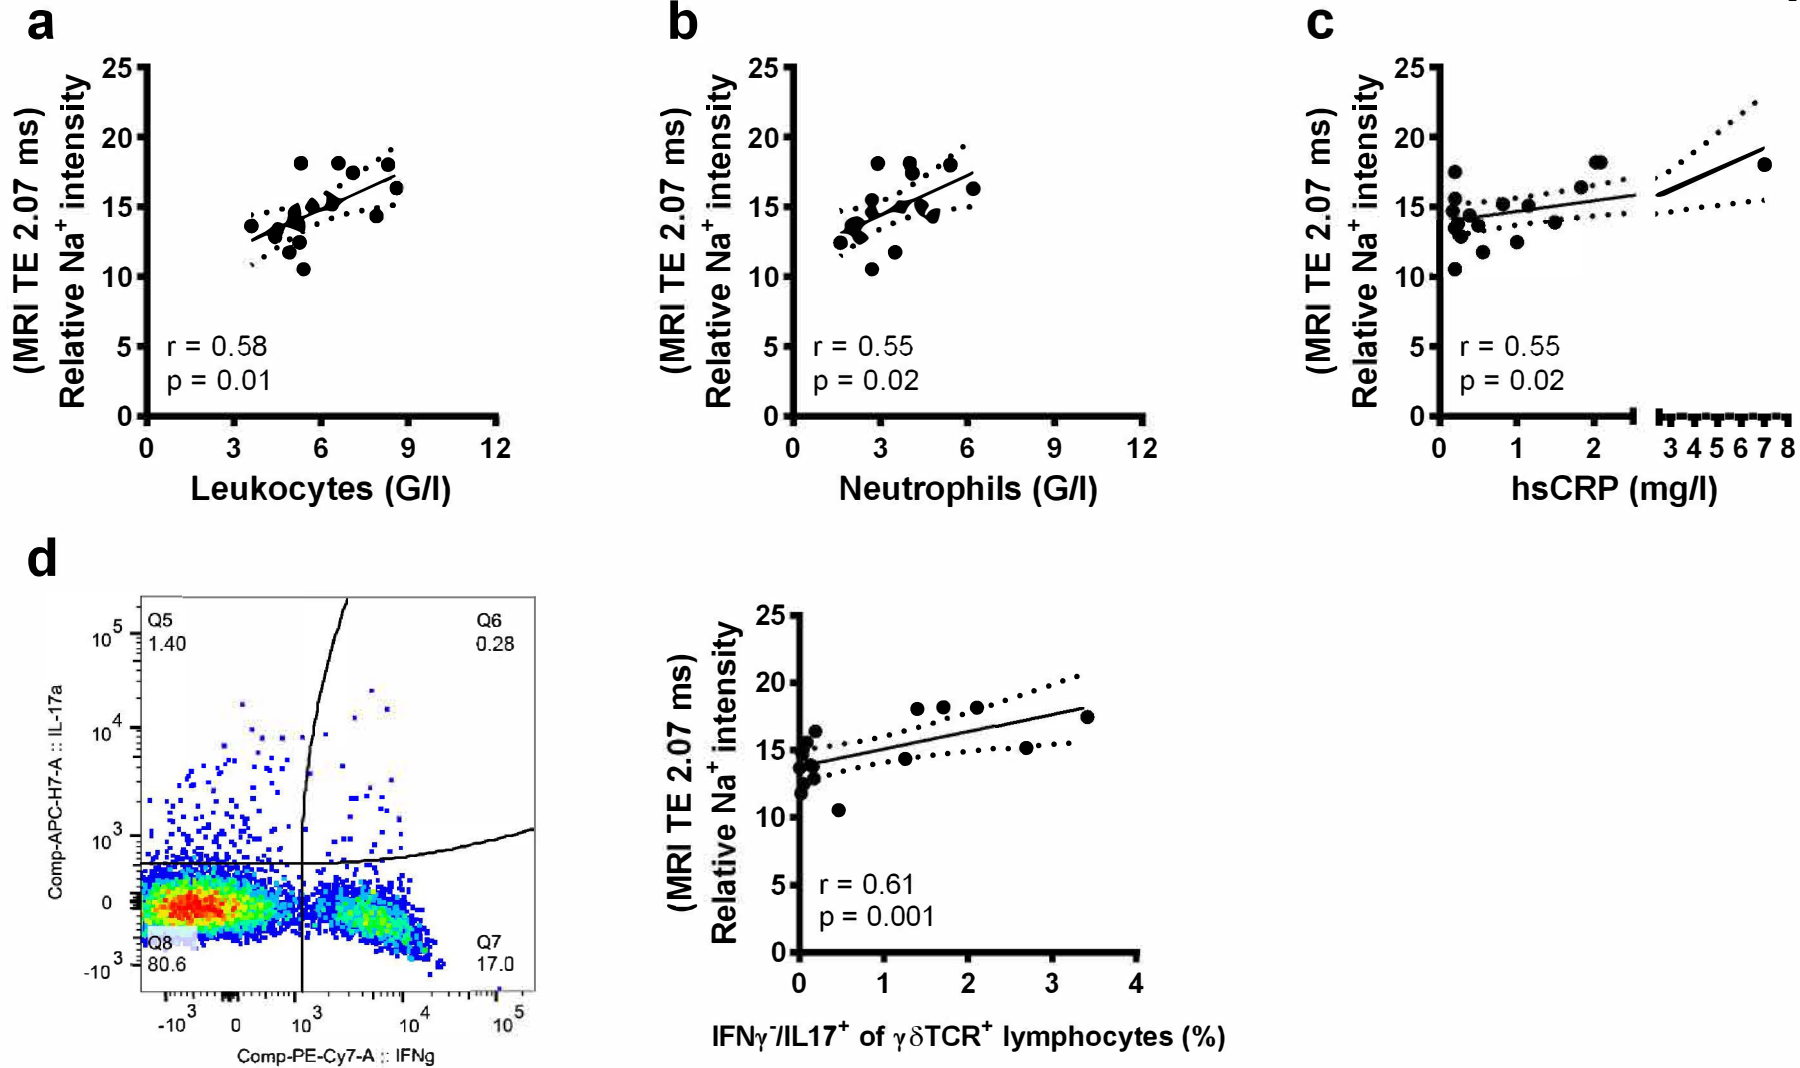 a
(MRI TE 2.07 ms)
Relative Na+ intensity
25
20
15
10
5
0
r = 0.58
p = 0.01
0 3 6 9 12
Leukocytes (G/l)
b
(MRI TE 2.07 ms)
Relative Na+ intensity
25
20
15
10
5
0
r = 0.55
p = 0.02
0 3 6 9 12
Neutrophils (G/l)
c
(MRI TE 2.07 ms)
Relative Na+ intensity
25
20
15
10
5
0
r = 0.55
p = 0.02
0 1 2 3 4 5 6 7 8
hsCRP (mg/l)
d
Comp-APC-H7-A :: IL-17a
10^5
10^4
10^3
0
-10^3
Q5
1.40
Q6
0.28
Q8
80.6
Q7
17.0
-10^3 0 10^3 10^4 10^5
Comp-PE-Cy7-A :: IFNg
(MRI TE 2.07 ms)
Relative Na+ intensity
25
20
15
10
5
0
r = 0.61
p = 0.001
0 1 2 3 4
IFNγ-/IL17+ of γδTCR+ lymphocytes (%)